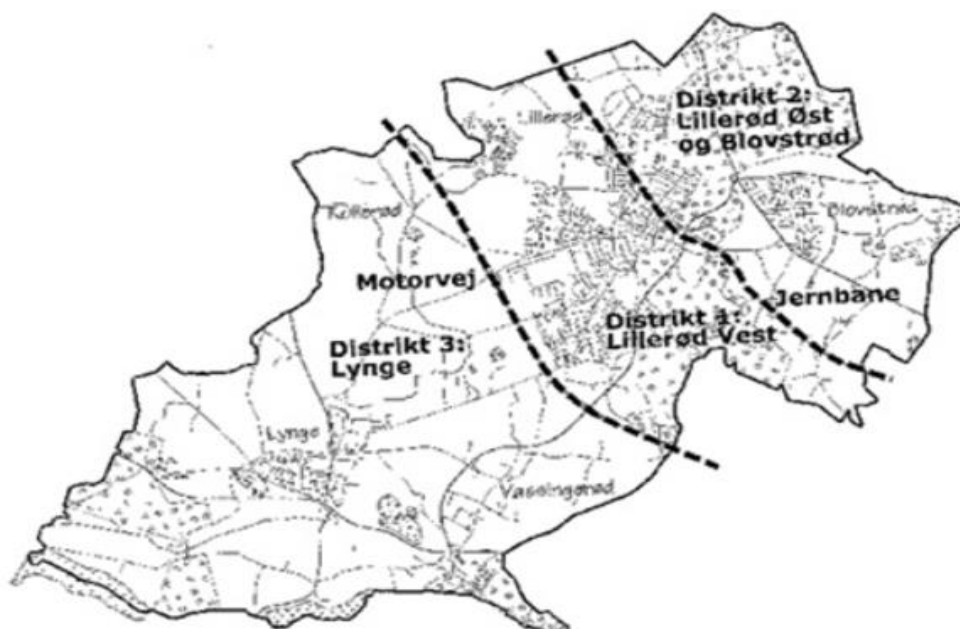 Distrikt 2:
Lillerød Øst
og Blovstrød
Lillerød
Blovstrød
Motorvej
Jernbane
Distrikt 1:
Lillerød Vest
Distrikt 3:
Lynge
Lynge